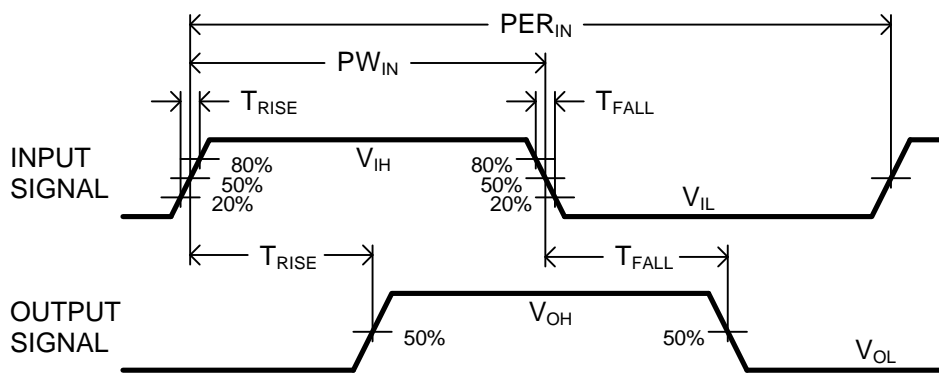 PER_IN
PW_IN
T_RISE
T_FALL
INPUT
SIGNAL
80%
50%
20%
V_IH
80%
50%
20%
V_IL
T_RISE
T_FALL
OUTPUT
SIGNAL
50%
V_OH
50%
V_OL